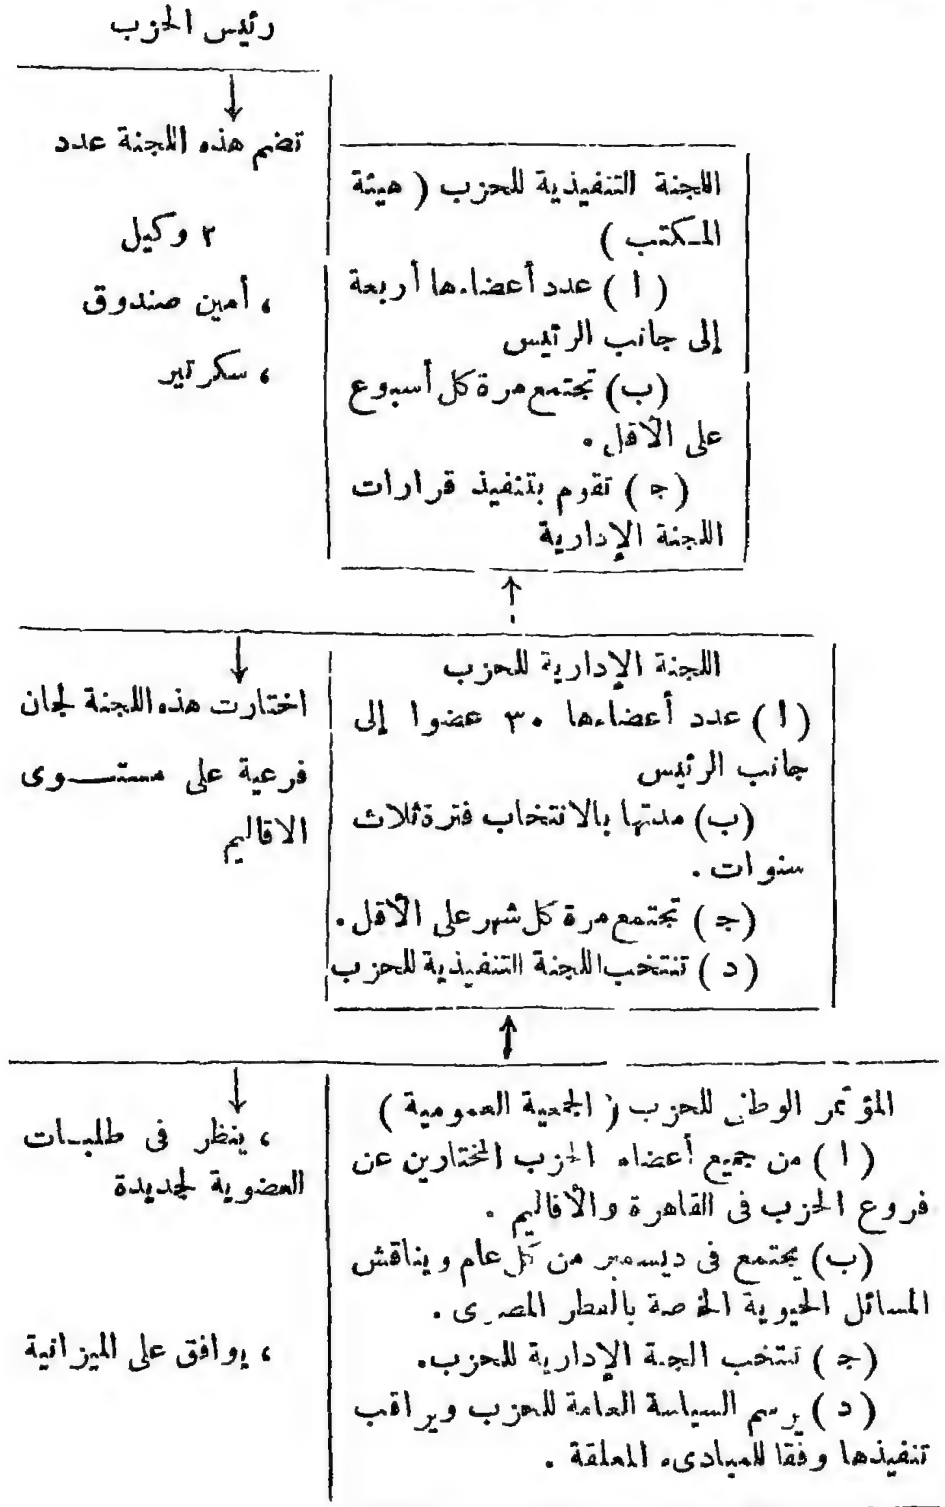 رئيس الحزب
اللجنة التنفيذية للحزب ( هيئة
المكتب )
( ا ) عدد أعضاءها أربعة
إلى جانب الرئيس
(ب) تجتمع مرة كل أسبوع
على الأقل .
( ج ) تقوم بتنفيذ قرارات
اللجنة الإدارية
تضم هذه اللجنة عدد
٢ وكيل
، أمين صندوق
، سكرتير
اللجنة الإدارية للحزب
( ا ) عدد أعضاءها ٣٠ عضوا إلى
جانب الرئيس
(ب) مدتها بالانتخاب فترة ثلاث
سنوات .
( ج ) تجتمع مرة كل شهر على الأقل .
( د ) تنتخب اللجنة التنفيذية للحزب
اختارت هذه اللجنة لجان
فرعية على مستوى
الاقاليم
المؤتمر الوطنى للحزب ( الجمعية العمومية )
( ا ) من جميع أعضاء الحزب المختارين عن
فروع الحزب فى القاهرة والأقاليم .
(ب) يجتمع فى ديسمبر من كل عام ويناقش
المسائل الحيوية الخاصة بالقطر المصرى .
( ج ) تنتخب الجنة الإدارية للحزب.
( د ) يرسم السياسة العامة للحزب ويراقب
تنفيذها وفقا للمبادىء المعلقة .
، ينظر فى طلبات
العضوية لجديدة
، يوافق على الميزانية